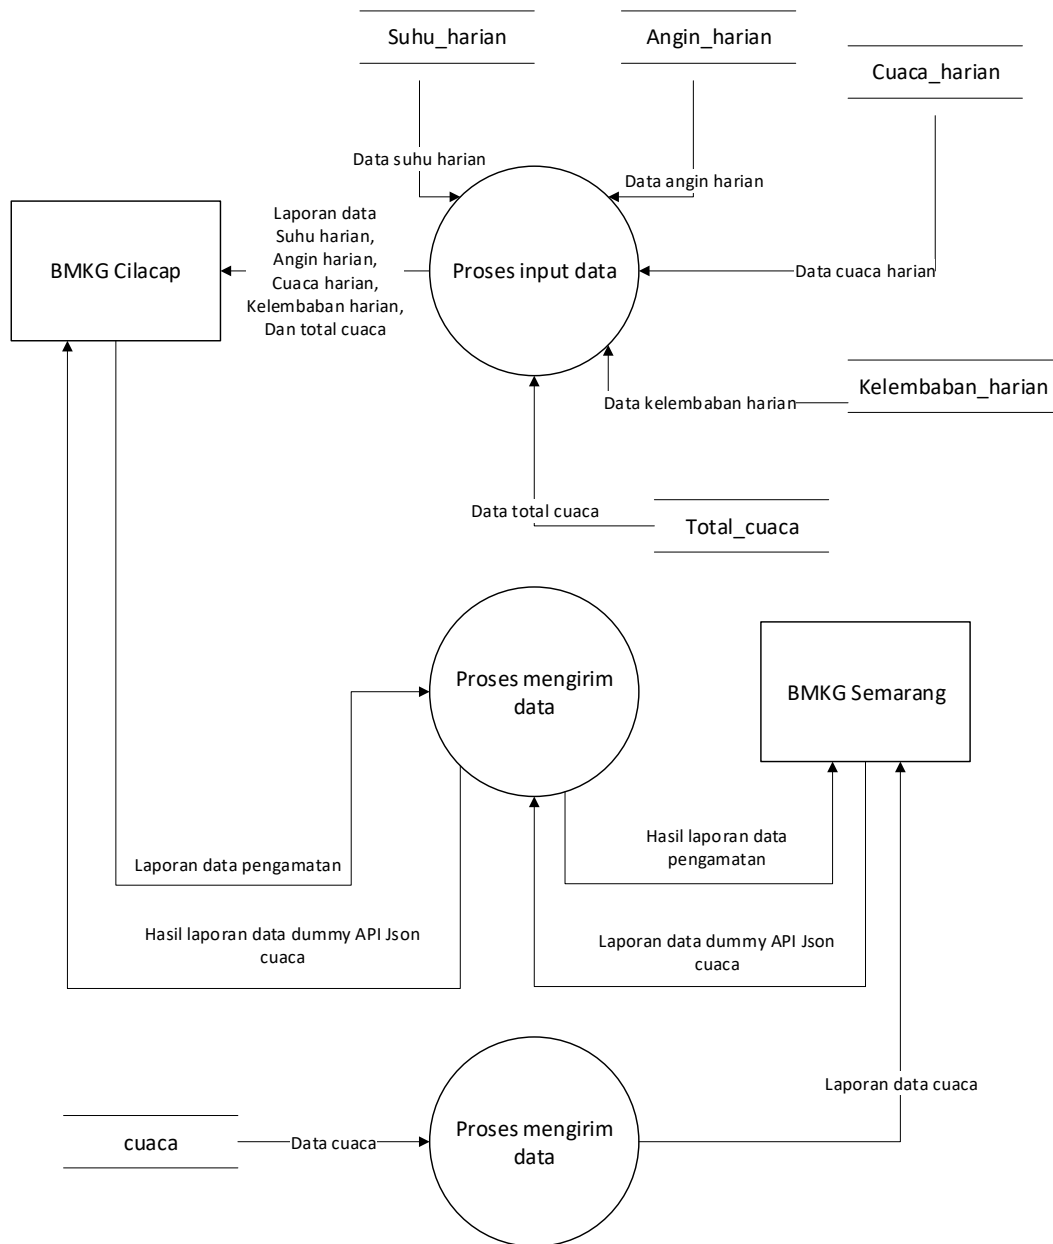 Suhu_harian
Angin_harian
Cuaca_harian
Data suhu harian
Data angin harian
Laporan data
Suhu harian,
Angin harian,
Cuaca harian,
Kelembaban harian,
Dan total cuaca
BMKG Cilacap
Proses input data
Data cuaca harian
Kelembaban_harian
Data kelembaban harian
Data total cuaca
Total_cuaca
Proses mengirim
data
BMKG Semarang
Hasil laporan data
pengamatan
Laporan data pengamatan
Hasil laporan data dummy API Json
cuaca
Laporan data dummy API Json
cuaca
Laporan data cuaca
cuaca
Data cuaca
Proses mengirim
data